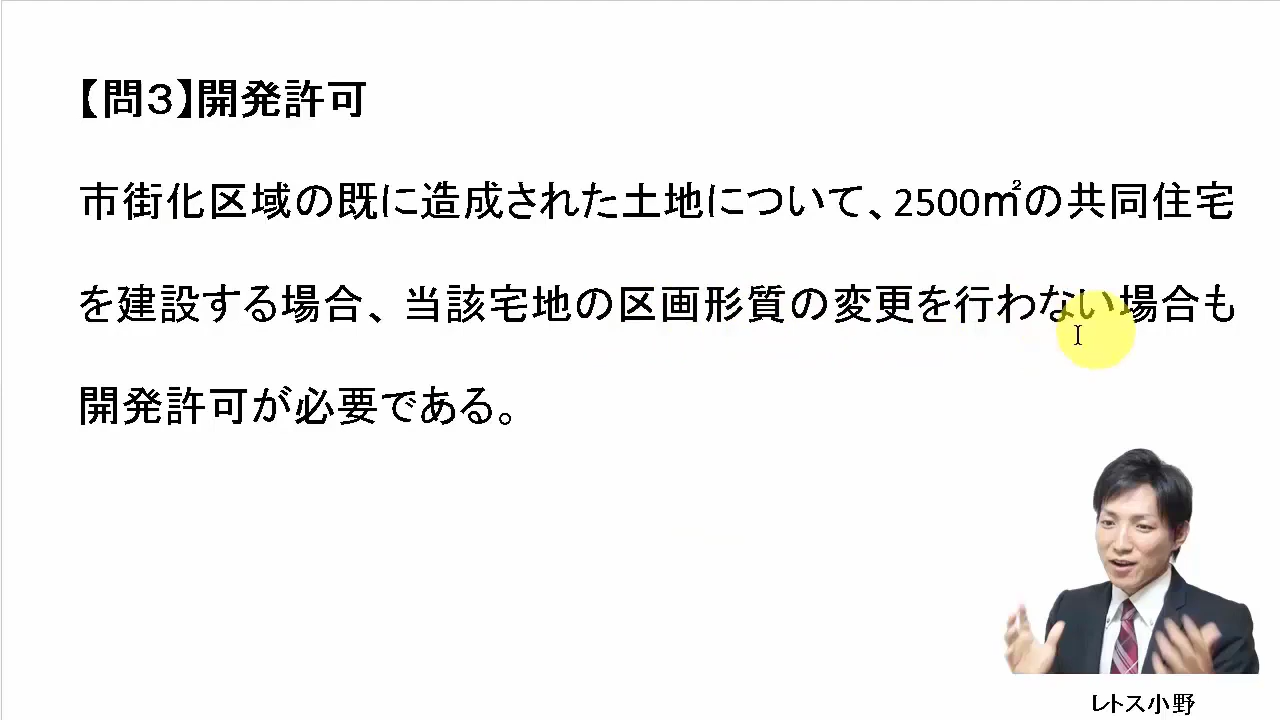 【問３】開発許可
市街化区域の既に造成された土地について、2500㎡の共同住宅
を建設する場合、当該宅地の区画形質の変更を行わない場合も
開発許可が必要である。
レトス小野